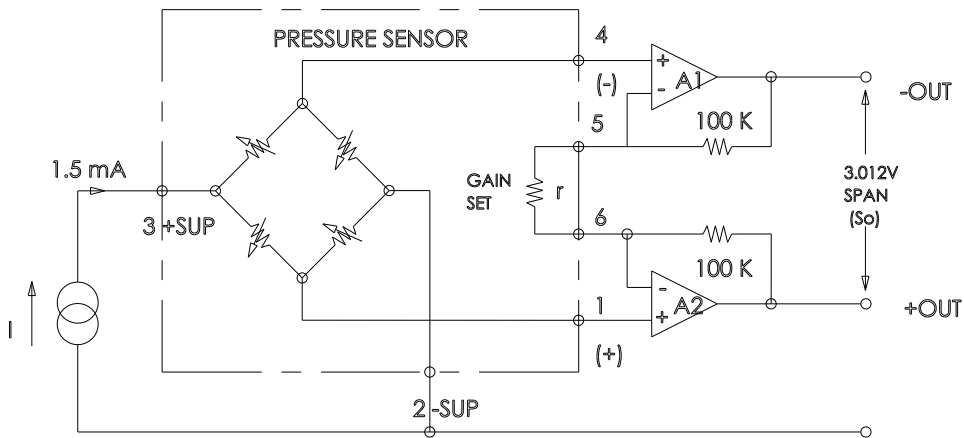 PRESSURE SENSOR
4
(-)
+
-
A1
-OUT
100 K
5
1.5 mA
GAIN
SET
r
3.012V
SPAN
(So)
3 +SUP
6
100 K
-
+
A2
+OUT
1
(+)
I
2 -SUP